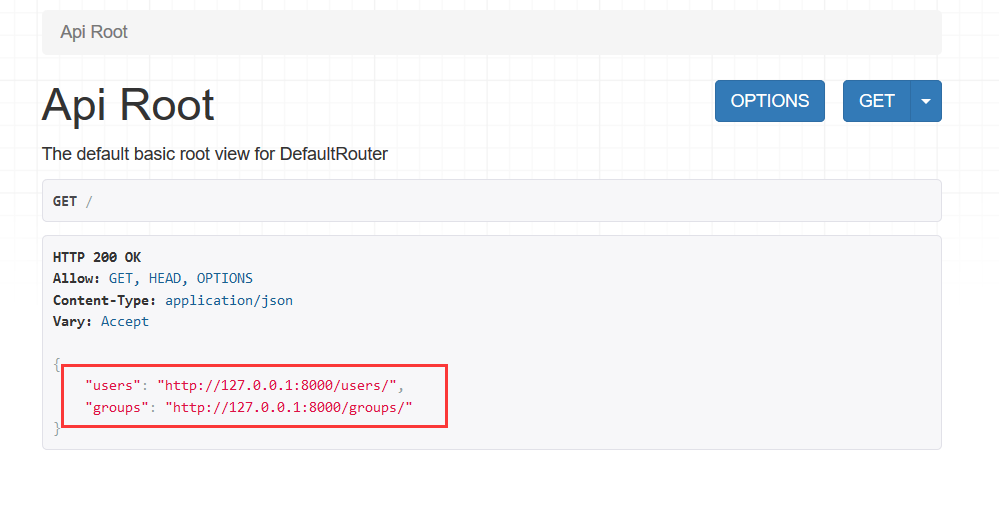 Api Root
Api Root
OPTIONS
GET
The default basic root view for DefaultRouter
GET /
HTTP 200 OK
Allow: GET, HEAD, OPTIONS
Content-Type: application/json
Vary: Accept
{
"users": "http://127.0.0.1:8000/users/",
"groups": "http://127.0.0.1:8000/groups/"
}